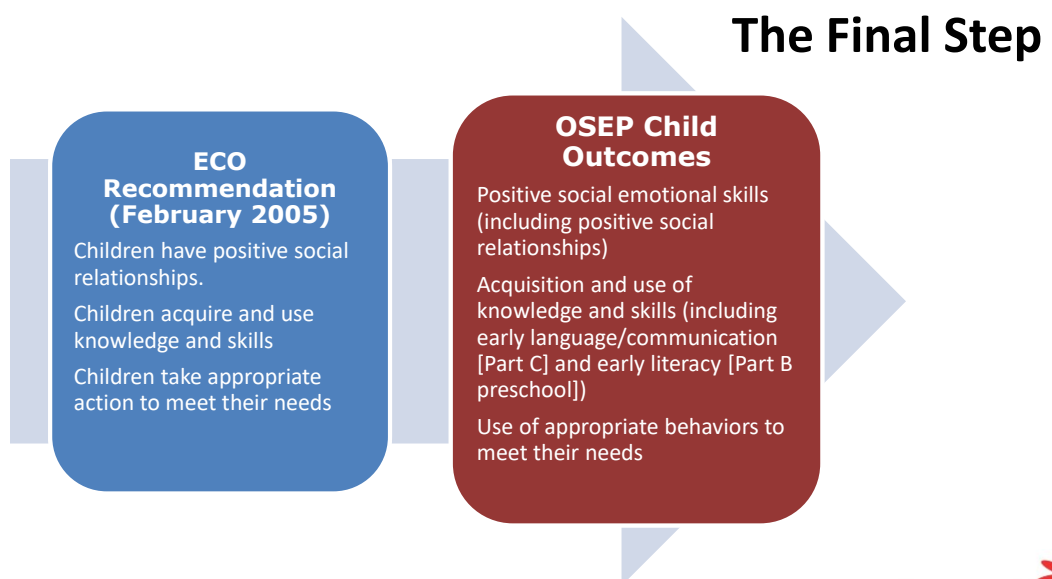 The Final Step
ECO
Recommendation
(February 2005)
Children have positive social
relationships.
Children acquire and use
knowledge and skills
Children take appropriate
action to meet their needs
OSEP Child
Outcomes
Positive social emotional skills
(including positive social
relationships)
Acquisition and use of
knowledge and skills (including
early language/communication
[Part C] and early literacy [Part B
preschool])
Use of appropriate behaviors to
meet their needs